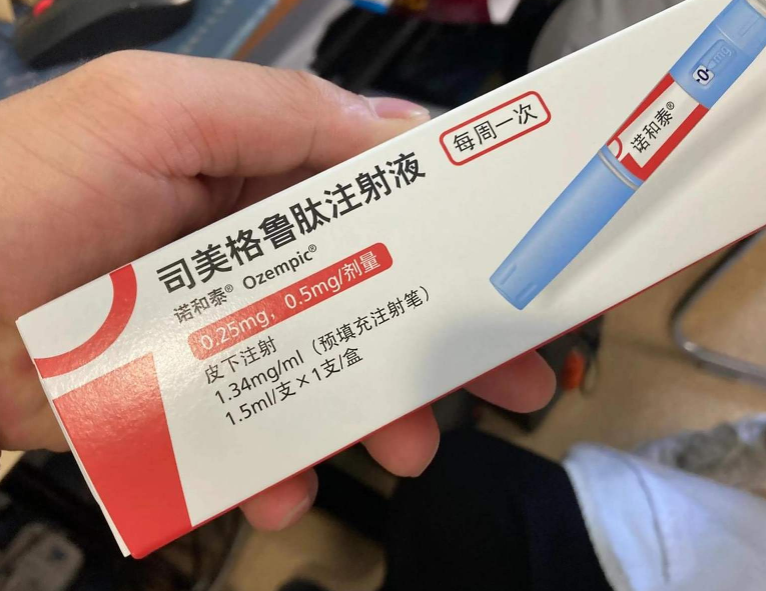 每周一次
司美格鲁肽注射液
诺和泰® Ozempic®
0.25mg, 0.5mg/剂量
皮下注射
1.34mg/ml（预填充注射笔）
1.5ml/支×1支/盒
诺和泰®
0 mg